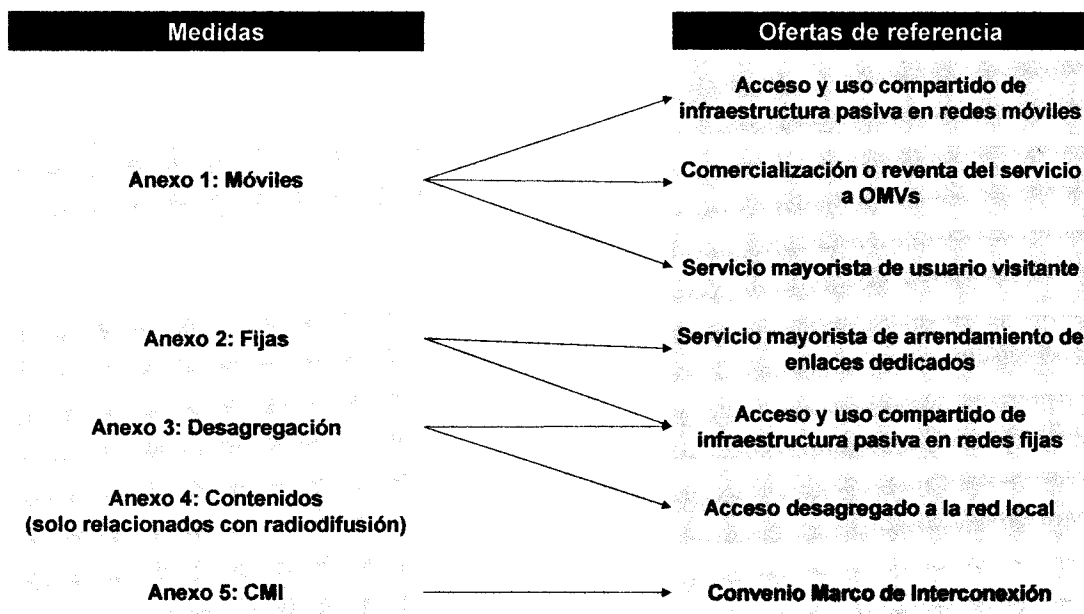 Medidas
Ofertas de referencia
Anexo 1: Móviles
Acceso y uso compartido de
infraestructura pasiva en redes móviles
Comercialización o reventa del servicio
a OMVs
Servicio mayorista de usuario visitante
Anexo 2: Fijas
Servicio mayorista de arrendamiento de
enlaces dedicados
Anexo 3: Desagregación
Acceso y uso compartido de
infraestructura pasiva en redes fijas
Anexo 4: Contenidos
(solo relacionados con radiodifusión)
Acceso desagregado a la red local
Anexo 5: CMI
Convenio Marco de Interconexión